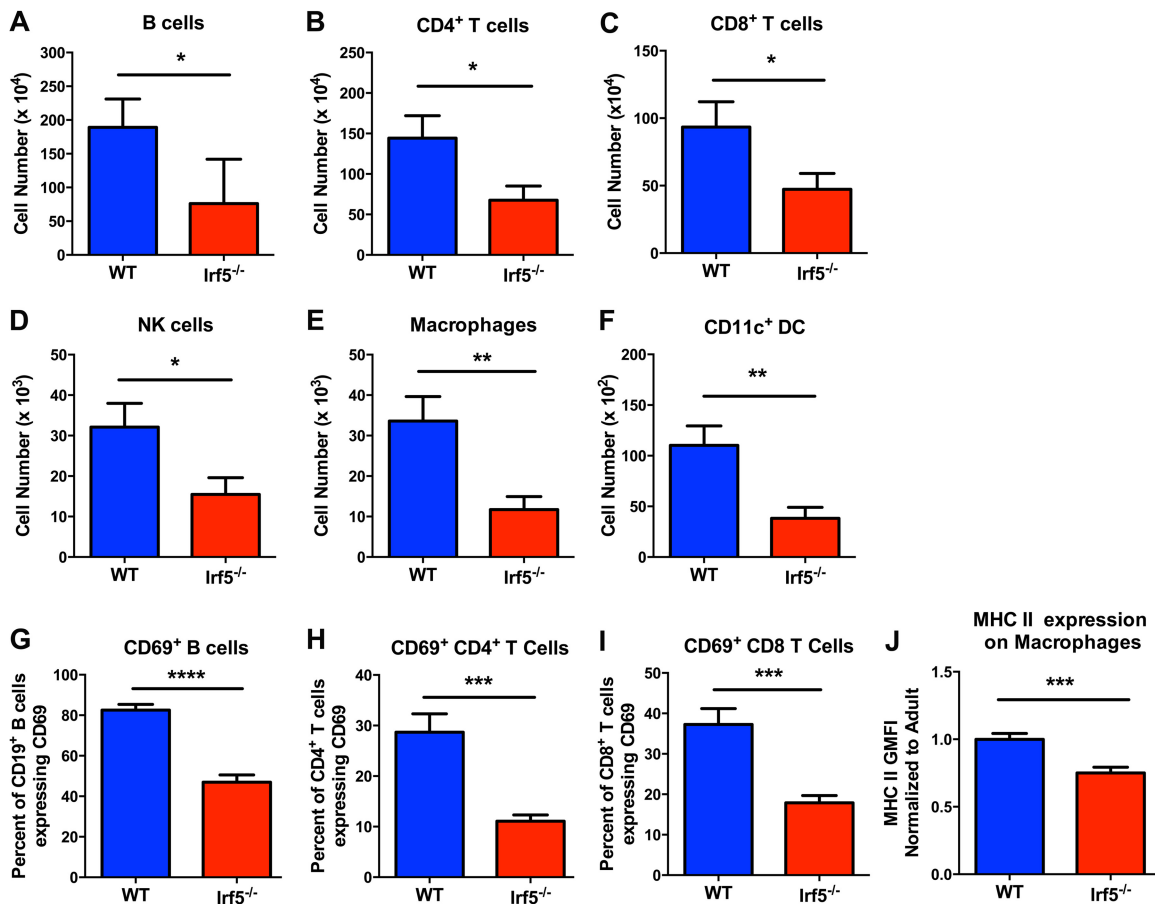 A
B cells
Cell Number (x 10⁴)
300
250
200
150
100
50
0
*
WT
Irf5⁻/⁻
B
CD4⁺ T cells
Cell Number (x 10⁴)
250
200
150
100
50
0
*
WT
Irf5⁻/⁻
C
CD8⁺ T cells
Cell Number (x10⁴)
150
100
50
0
*
WT
Irf5⁻/⁻
D
NK cells
Cell Number (x 10³)
50
40
30
20
10
0
*
WT
Irf5⁻/⁻
E
Macrophages
Cell Number (x 10³)
50
40
30
20
10
0
**
WT
Irf5⁻/⁻
F
CD11c⁺ DC
Cell Number (x 10²)
200
150
100
50
0
**
WT
Irf5⁻/⁻
G
CD69⁺ B cells
Percent of CD19⁺ B cells
expressing CD69
100
80
60
40
20
0
****
WT
Irf5⁻/⁻
H
CD69⁺ CD4⁺ T Cells
Percent of CD4⁺ T cells
expressing CD69
40
30
20
10
0
***
WT
Irf5⁻/⁻
I
CD69⁺ CD8 T Cells
Percent of CD8⁺ T cells
expressing CD69
50
40
30
20
10
0
***
WT
Irf5⁻/⁻
J
MHC II expression
on Macrophages
MHC II GMFI
Normalized to Adult
1.5
1.0
0.5
0.0
***
WT
Irf5⁻/⁻